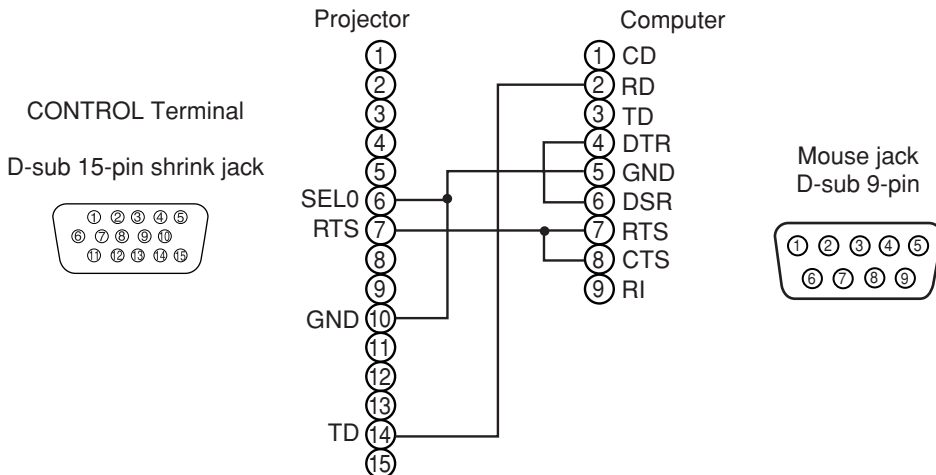 Projector
Computer
CONTROL Terminal
D-sub 15-pin shrink jack
① ② ③ ④ ⑤
⑥ ⑦ ⑧ ⑨ ⑩
⑪ ⑫ ⑬ ⑭ ⑮
①
②
③
④
⑤
SEL0 ⑥
RTS ⑦
⑧
⑨
GND ⑩
⑪
⑫
⑬
TD ⑭
⑮
① CD
② RD
③ TD
④ DTR
⑤ GND
⑥ DSR
⑦ RTS
⑧ CTS
⑨ RI
Mouse jack
D-sub 9-pin
① ② ③ ④ ⑤
⑥ ⑦ ⑧ ⑨